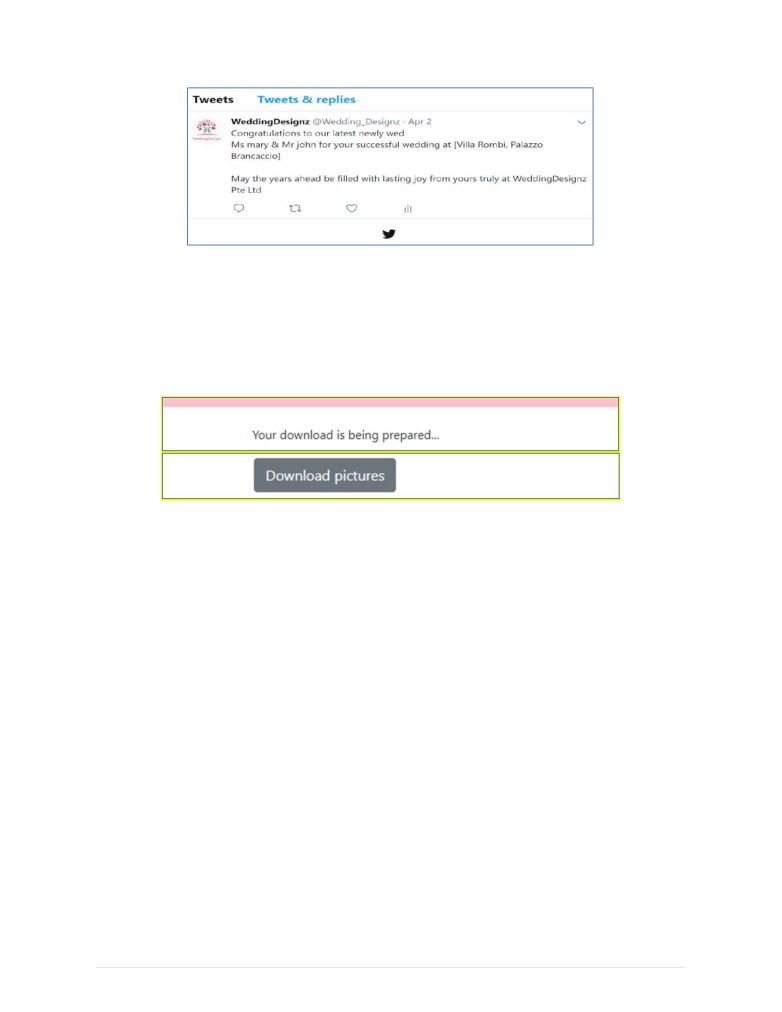 Tweets Tweets & replies
WeddingDesignz @Wedding_Designz · Apr 2
Congratulations to our latest newly wed
Ms mary & Mr john for your successful wedding at [Villa Rombi, Palazzo
Brancaccio]
May the years ahead be filled with lasting joy from yours truly at WeddingDesignz
Pte Ltd
Your download is being prepared...
Download pictures